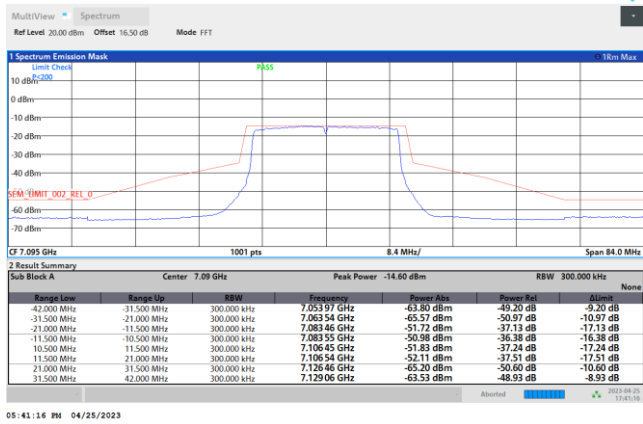 MultiView Spectrum
Ref Level 20.00 dBm Offset 16.50 dB Mode FFT
1 Spectrum Emission Mask 1Rm Max
Limit Check PASS
P<200
10 dBm
0 dBm
-10 dBm
-20 dBm
-30 dBm
-40 dBm
SEM_LIMIT_002_REL_0
-60 dBm
-70 dBm
CF 7.095 GHz 1001 pts 8.4 MHz/ Span 84.0 MHz
2 Result Summary
Sub Block A Center 7.09 GHz Peak Power -14.60 dBm RBW 300.000 kHz
None
Range Low Range Up RBW Frequency Power Abs Power Rel ΔLimit
-42.000 MHz -31.500 MHz 300.000 kHz 7.05397 GHz -63.80 dBm -49.20 dB -9.20 dB
-31.500 MHz -21.000 MHz 300.000 kHz 7.06354 GHz -65.57 dBm -50.97 dB -10.97 dB
-21.000 MHz -11.500 MHz 300.000 kHz 7.08346 GHz -51.72 dBm -37.13 dB -17.13 dB
-11.500 MHz -10.500 MHz 300.000 kHz 7.08355 GHz -50.98 dBm -36.38 dB -16.38 dB
10.500 MHz 11.500 MHz 300.000 kHz 7.10645 GHz -51.83 dBm -37.24 dB -17.24 dB
11.500 MHz 21.000 MHz 300.000 kHz 7.10654 GHz -52.11 dBm -37.51 dB -17.51 dB
21.000 MHz 31.500 MHz 300.000 kHz 7.12646 GHz -65.20 dBm -50.60 dB -10.60 dB
31.500 MHz 42.000 MHz 300.000 kHz 7.12906 GHz -63.53 dBm -48.93 dB -8.93 dB
Aborted 2023-04-25
17:41:16
05:41:16 PM 04/25/2023